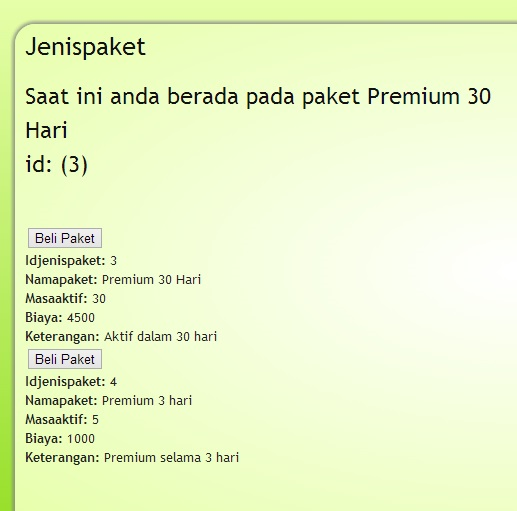 Jenispaket
Saat ini anda berada pada paket Premium 30
Hari
id: (3)
Beli Paket
Idjenispaket: 3
Namapaket: Premium 30 Hari
Masaaktif: 30
Biaya: 4500
Keterangan: Aktif dalam 30 hari
Beli Paket
Idjenispaket: 4
Namapaket: Premium 3 hari
Masaaktif: 5
Biaya: 1000
Keterangan: Premium selama 3 hari